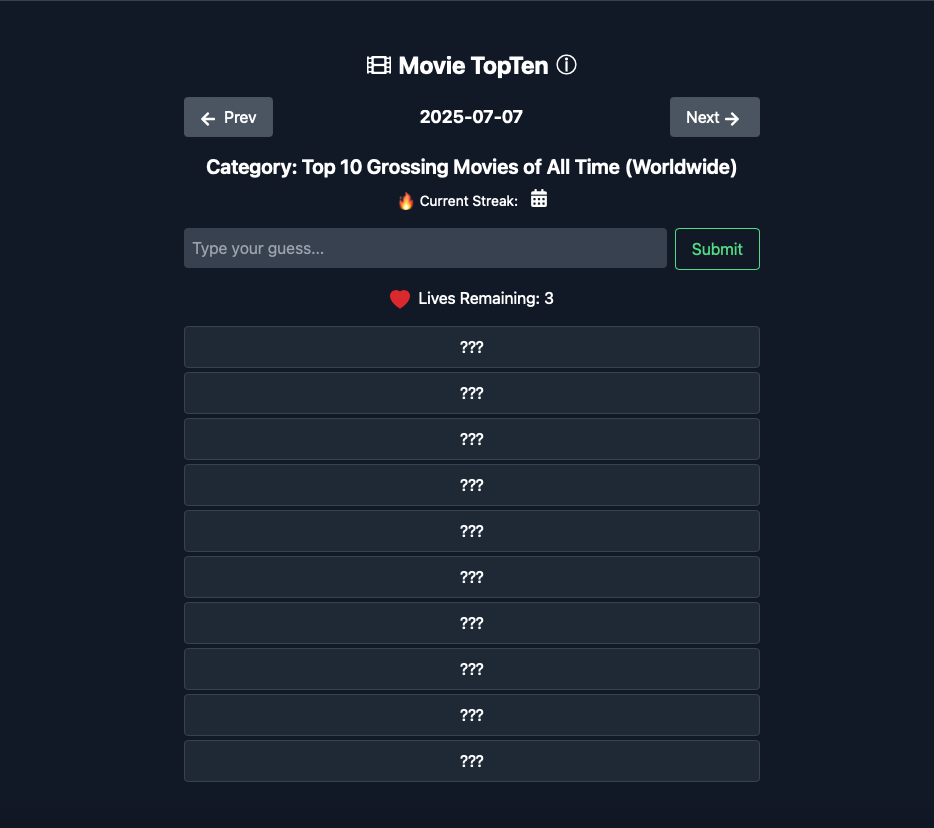 Movie TopTen
Prev
2025-07-07
Next
Category: Top 10 Grossing Movies of All Time (Worldwide)
Current Streak:
Type your guess...
Submit
Lives Remaining: 3
???
???
???
???
???
???
???
???
???
???